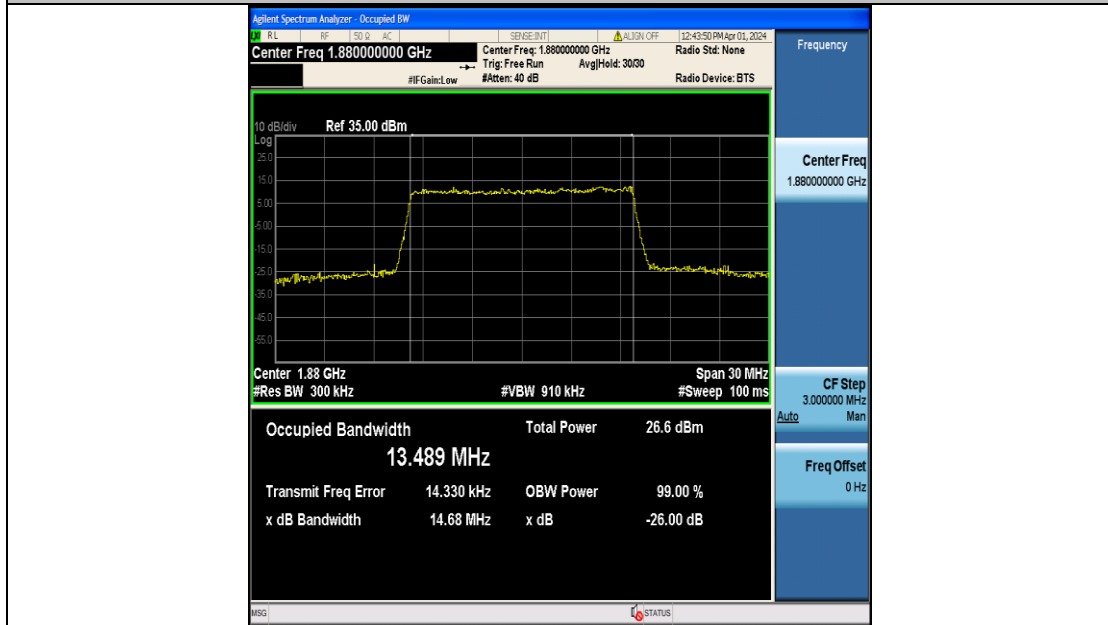 Agilent Spectrum Analyzer - Occupied BW
RL RF 50 Ω AC SENSE:INT ALIGN OFF 12:43:50 PM Apr 01, 2024
Center Freq 1.880000000 GHz
Center Freq: 1.880000000 GHz Radio Std: None
Trig: Free Run Avg|Hold: 30/30
#IFGain:Low #Atten: 40 dB Radio Device: BTS
10 dB/div Ref 35.00 dBm
Log
25.0
15.0
5.00
-5.00
-15.0
-25.0
-35.0
-45.0
-55.0
Center 1.88 GHz Span 30 MHz
#Res BW 300 kHz #VBW 910 kHz #Sweep 100 ms
Occupied Bandwidth Total Power 26.6 dBm
13.489 MHz
Transmit Freq Error 14.330 kHz OBW Power 99.00 %
x dB Bandwidth 14.68 MHz x dB -26.00 dB
MSG STATUS
Frequency
Center Freq
1.880000000 GHz
CF Step
3.000000 MHz
Auto Man
Freq Offset
0 Hz